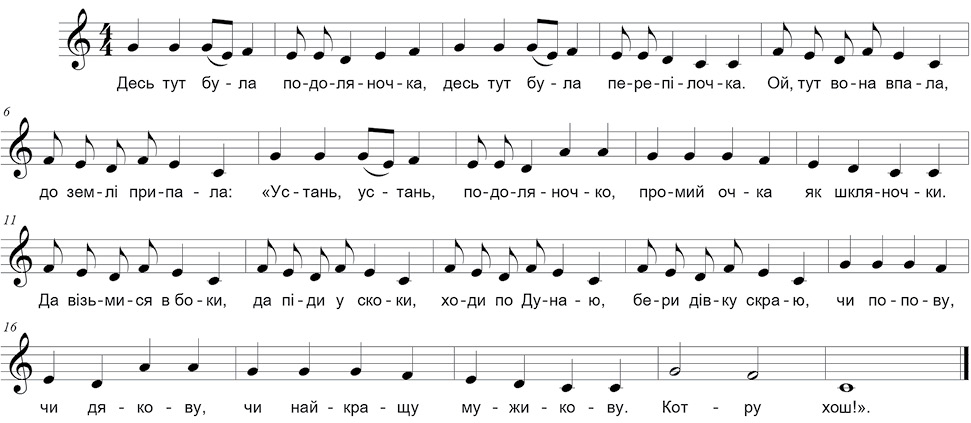 Десь тут бу - ла по-до-ля-ноч-ка, десь тут бу - ла пе-ре-пі-лоч-ка. Ой, тут во-на впа-ла,
6
до зем-лі при-па - ла: «Ус-тань, ус - тань, по-до-ля-ноч-ко, про-мий оч-ка як шкля-ноч-ки.
11
Да візь-ми-ся в бо-ки, да пі-ди у ско-ки, хо-ди по Ду-на-ю, бе-ри дів-ку скра-ю, чи по-по-ву,
16
чи дя - ко - ву, чи най - кра - щу му - жи - ко - ву. Кот - ру хош!».